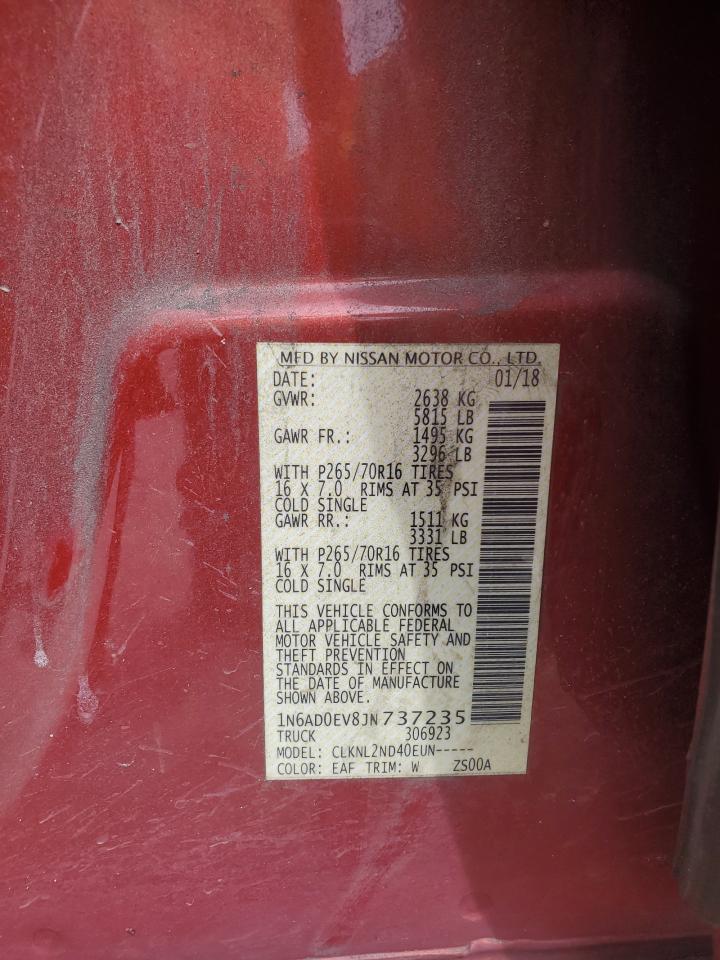 MFD BY NISSAN MOTOR CO., LTD.
DATE: 01/18
GVWR: 2638 KG
5815 LB
GAWR FR.: 1495 KG
3296 LB
WITH P265/70R16 TIRES
16 X 7.0 RIMS AT 35 PSI
COLD SINGLE
GAWR RR.: 1511 KG
3331 LB
WITH P265/70R16 TIRES
16 X 7.0 RIMS AT 35 PSI
COLD SINGLE
THIS VEHICLE CONFORMS TO
ALL APPLICABLE FEDERAL
MOTOR VEHICLE SAFETY AND
THEFT PREVENTION
STANDARDS IN EFFECT ON
THE DATE OF MANUFACTURE
SHOWN ABOVE.
1N6AD0EV8JN737235
TRUCK 306923
MODEL: CLKNL2ND40EUN-----
COLOR: EAF TRIM: W ZS00A